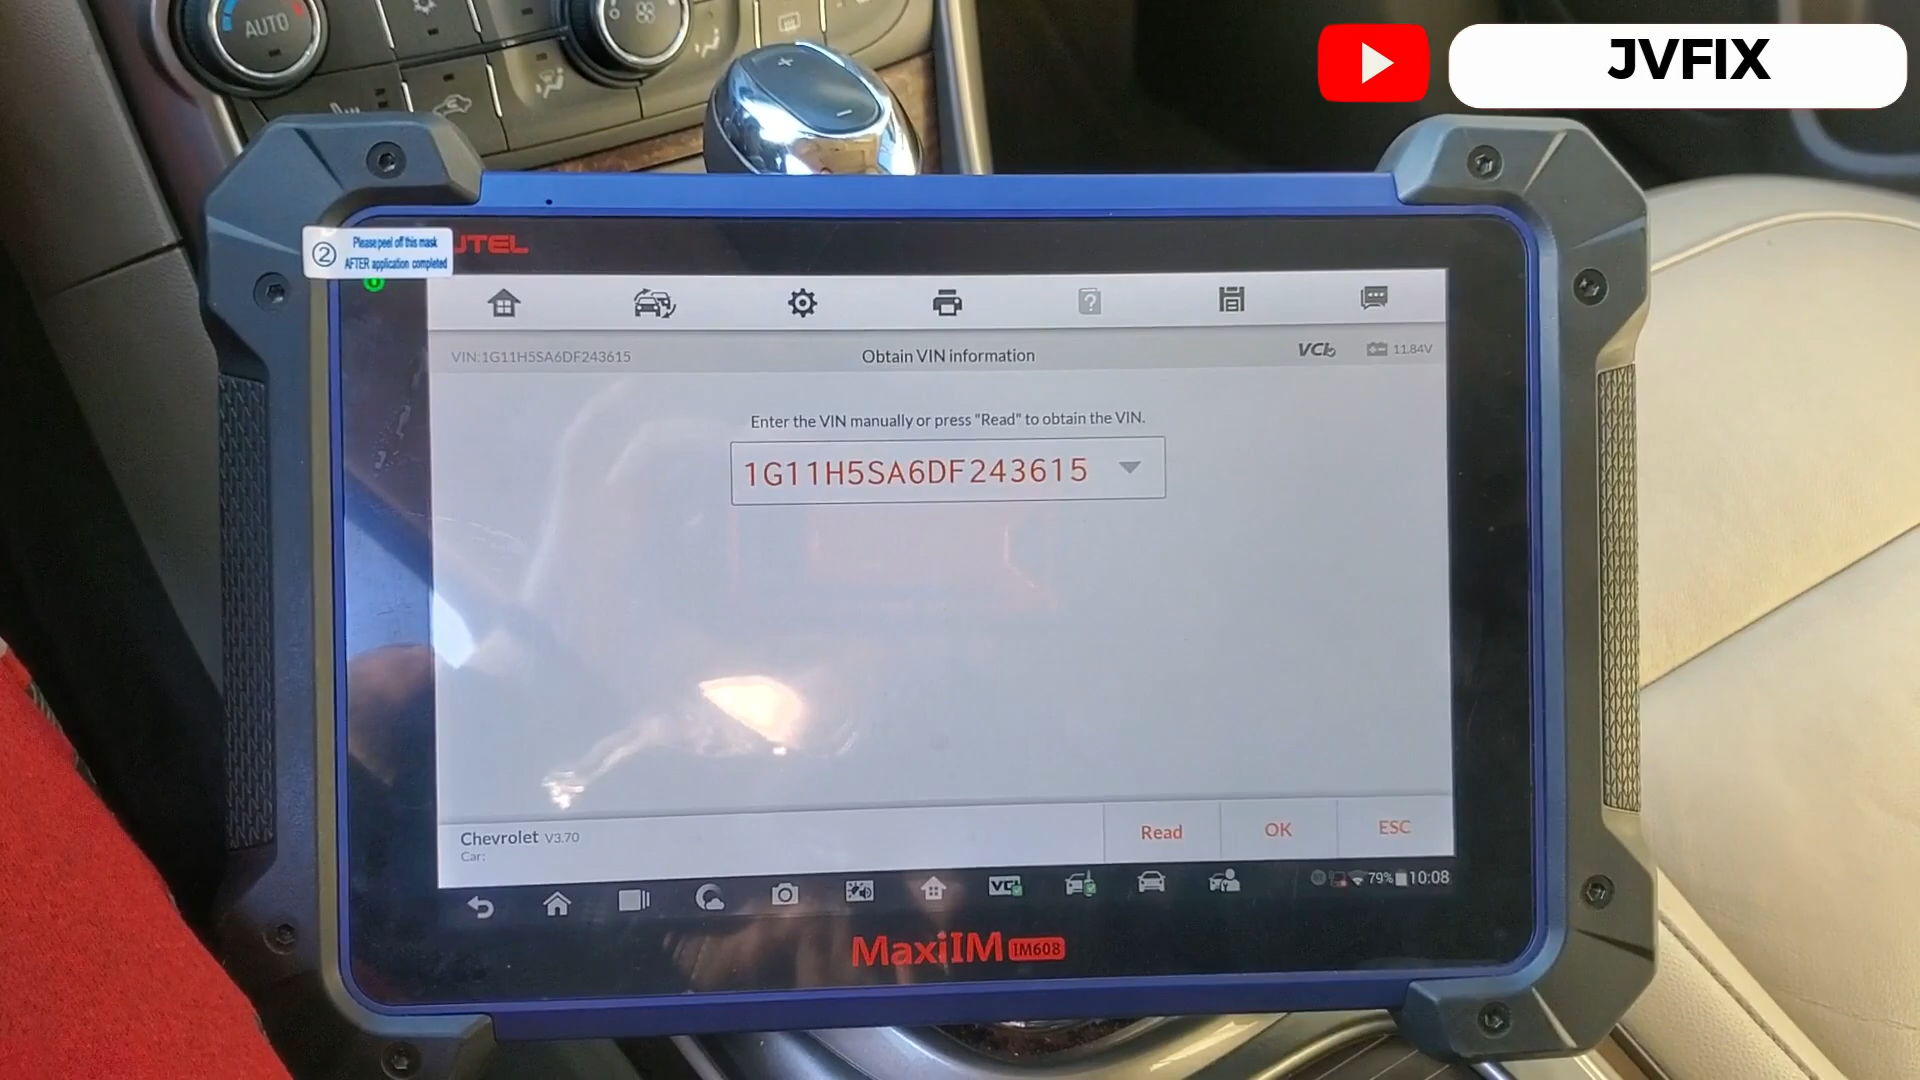 JVFIX
AUTO
② Please peel off this mask
AFTER application completed
UTEL
VIN:1G11H5SA6DF243615
Obtain VIN information
VCI
11.84V
Enter the VIN manually or press "Read" to obtain the VIN.
1G11H5SA6DF243615
Chevrolet V3.70
Car:
Read
OK
ESC
VCI
79%
10:08
MaxiIM IM608